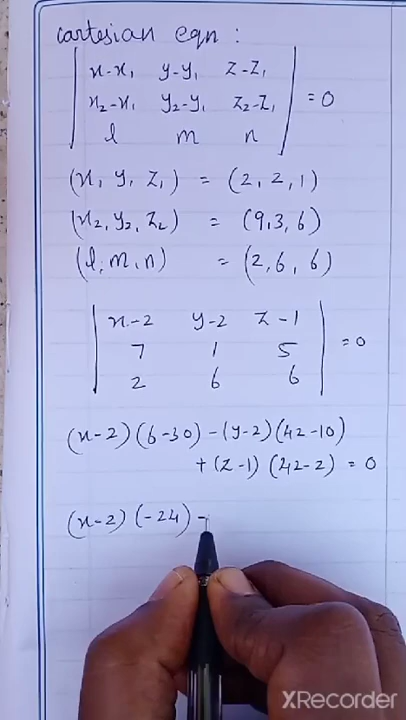 cartesian eqn :
| x-x₁ y-y₁ z-z₁ |
| x₂-x₁ y₂-y₁ z₂-z₁ | = 0
| l m n |
(x₁ y₁ z₁) = (2, 2, 1)
(x₂, y₂, z₂) = (9,3, 6)
(l, m, n) = (2, 6, 6)
| x-2 y-2 z-1 |
| 7 1 5 | = 0
| 2 6 6 |
(x-2) (6-30) - (y-2) (42-10)
+ (z-1) (42-2) = 0
(x-2) (-24) -
XRecorder